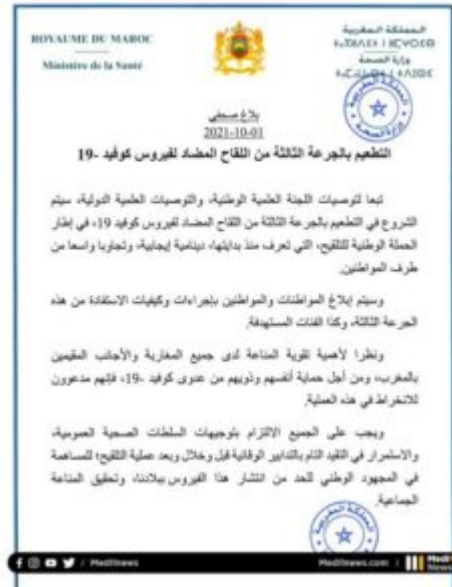 ROYAUME DU MAROC
Ministère de la Santé
المملكة المغربية
وزارة الصحة
بلاغ صحفي
2021-10-01
التطعيم بالجرعة الثالثة من اللقاح المضاد لفيروس كوفيد -19
تبعا لتوصيات اللجنة العلمية الوطنية، والتوصيات العلمية الدولية، سيتم
الشروع في التطعيم بالجرعة الثالثة من اللقاح المضاد لفيروس كوفيد 19، في إطار
الحملة الوطنية للتلقيح، التي تعرف منذ بدايتها، دينامية إيجابية، وتجاوبا واسعا من
طرف المواطنين.
وسيتم إبلاغ المواطنات والمواطنين بإجراءات وكيفيات الاستفادة من هذه
الجرعة الثالثة، وكذا الفئات المستهدفة.
ونظرا لأهمية تقوية المناعة لدى جميع المغاربة والأجانب المقيمين
بالمغرب، ومن أجل حماية أنفسهم وذويهم من عدوى كوفيد -19، فإنهم مدعوون
للانخراط في هذه العملية.
ويجب على الجميع الالتزام بتوجيهات السلطات الصحية العمومية،
والاستمرار في التقيد التام بالتدابير الوقائية قبل وخلال وبعد عملية التلقيح؛ للمساهمة
في المجهود الوطني للحد من انتشار هذا الفيروس ببلادنا، وتحقيق المناعة
الجماعية.
/ Meditnews
Meditnews.com